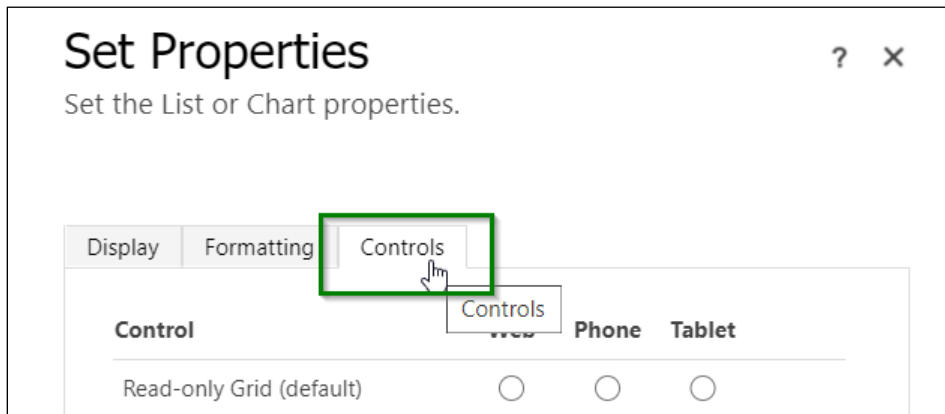 Set Properties
? ×
Set the List or Chart properties.
Display Formatting Controls
Controls
Control Phone Tablet
Read-only Grid (default)